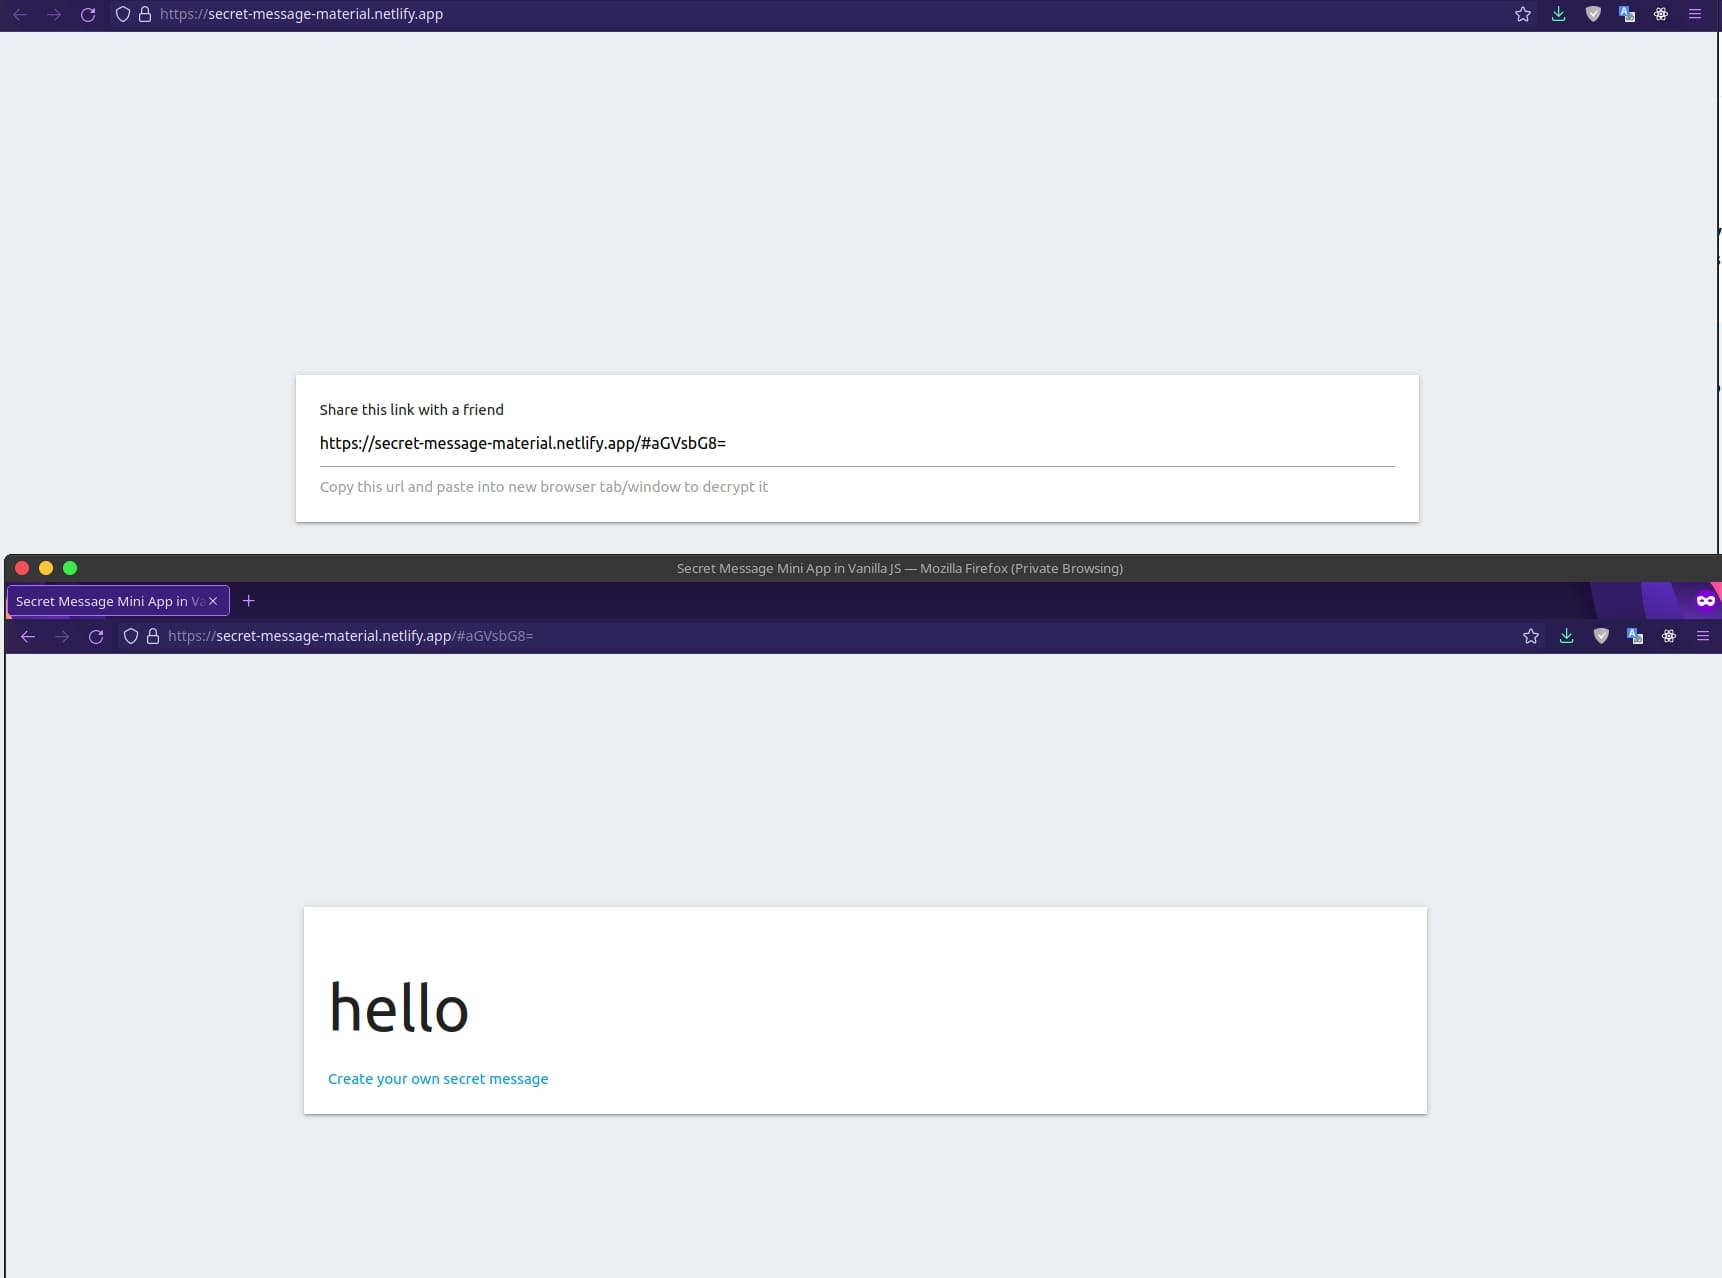 https://secret-message-material.netlify.app
Share this link with a friend
https://secret-message-material.netlify.app/#aGVsbG8=
Copy this url and paste into new browser tab/window to decrypt it
Secret Message Mini App in Vanilla JS — Mozilla Firefox (Private Browsing)
Secret Message Mini App in Va
https://secret-message-material.netlify.app/#aGVsbG8=
hello
Create your own secret message